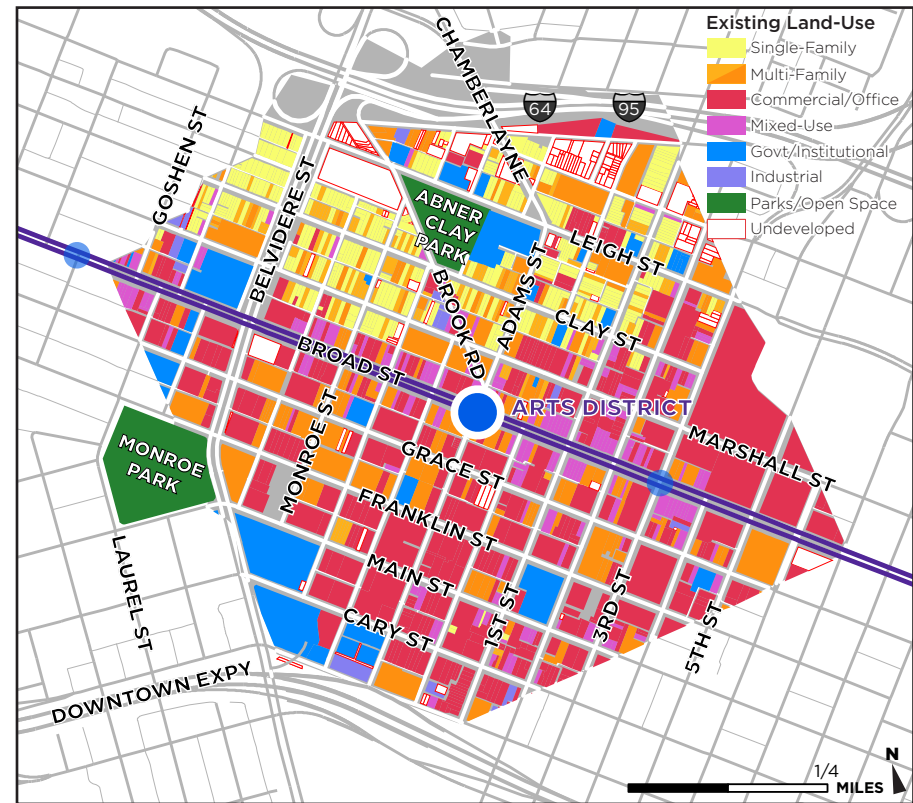 Existing Land-Use
Single-Family
Multi-Family
Commercial/Office
Mixed-Use
Govt/Institutional
Industrial
Parks/Open Space
Undeveloped
CHAMBERLAYNE
64
95
GOSHEN ST
BELVIDERE ST
ABNER
CLAY
PARK
LEIGH ST
ADAMS ST
BROOK RD
CLAY ST
BROAD ST
ARTS DISTRICT
MONROE ST
MARSHALL ST
GRACE ST
MONROE
PARK
FRANKLIN ST
LAUREL ST
MAIN ST
1ST ST
3RD ST
5TH ST
CARY ST
DOWNTOWN EXPY
N
1/4
MILES